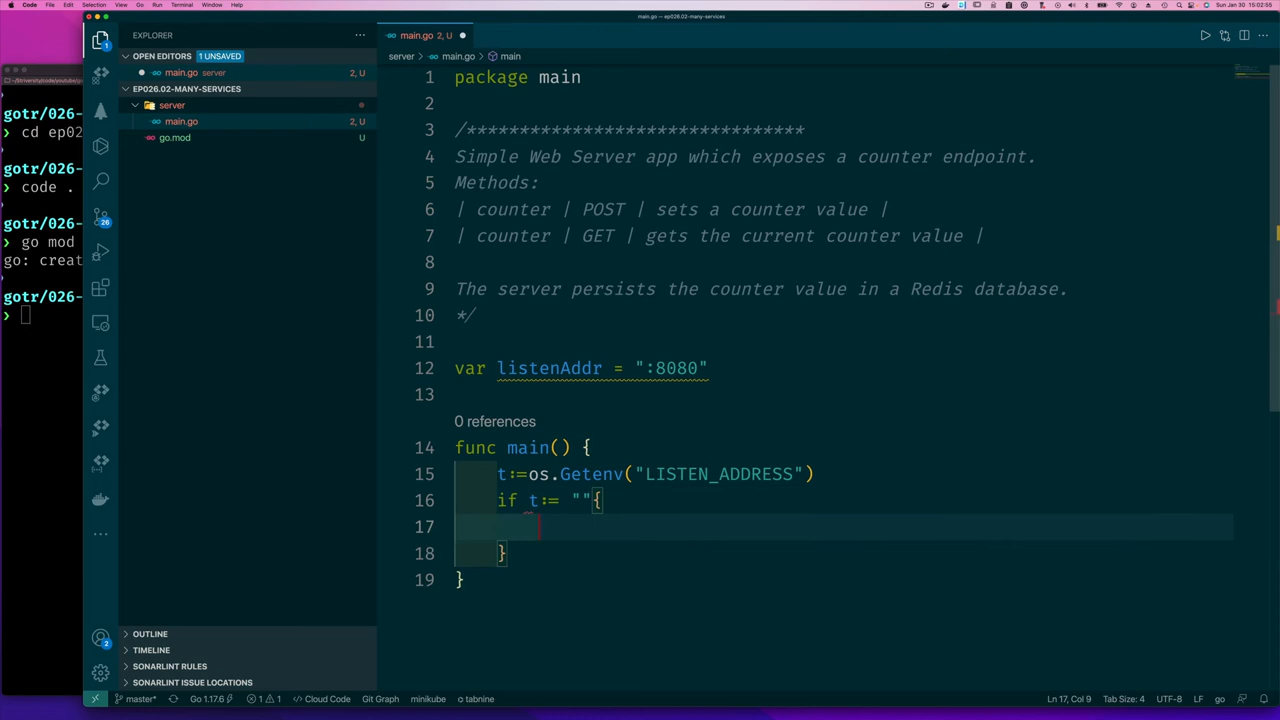 Code File Edit Selection View Go Run Terminal Window Help
Sun Jan 30 15:02:55
main.go — ep026.02-many-services
EXPLORER
OPEN EDITORS 1 UNSAVED
main.go server 2, U
EP026.02-MANY-SERVICES
server
main.go 2, U
go.mod U
OUTLINE
TIMELINE
SONARLINT RULES
SONARLINT ISSUE LOCATIONS
1
26
2
gotr/026-
❯ cd ep02
gotr/026-
❯ code .
gotr/026-
❯ go mod
go: creat
gotr/026-
❯
main.go 2, U
server > main.go > main
1 package main
2
3 /********************************
4 Simple Web Server app which exposes a counter endpoint.
5 Methods:
6 | counter | POST | sets a counter value |
7 | counter | GET | gets the current counter value |
8
9 The server persists the counter value in a Redis database.
10 */
11
12 var listenAddr = ":8080"
13
0 references
14 func main() {
15 t:=os.Getenv("LISTEN_ADDRESS")
16 if t:= ""{
17
18 }
19 }
master* Go 1.17.6 1 1 Cloud Code Git Graph minikube tabnine Ln 17, Col 9 Tab Size: 4 UTF-8 LF go